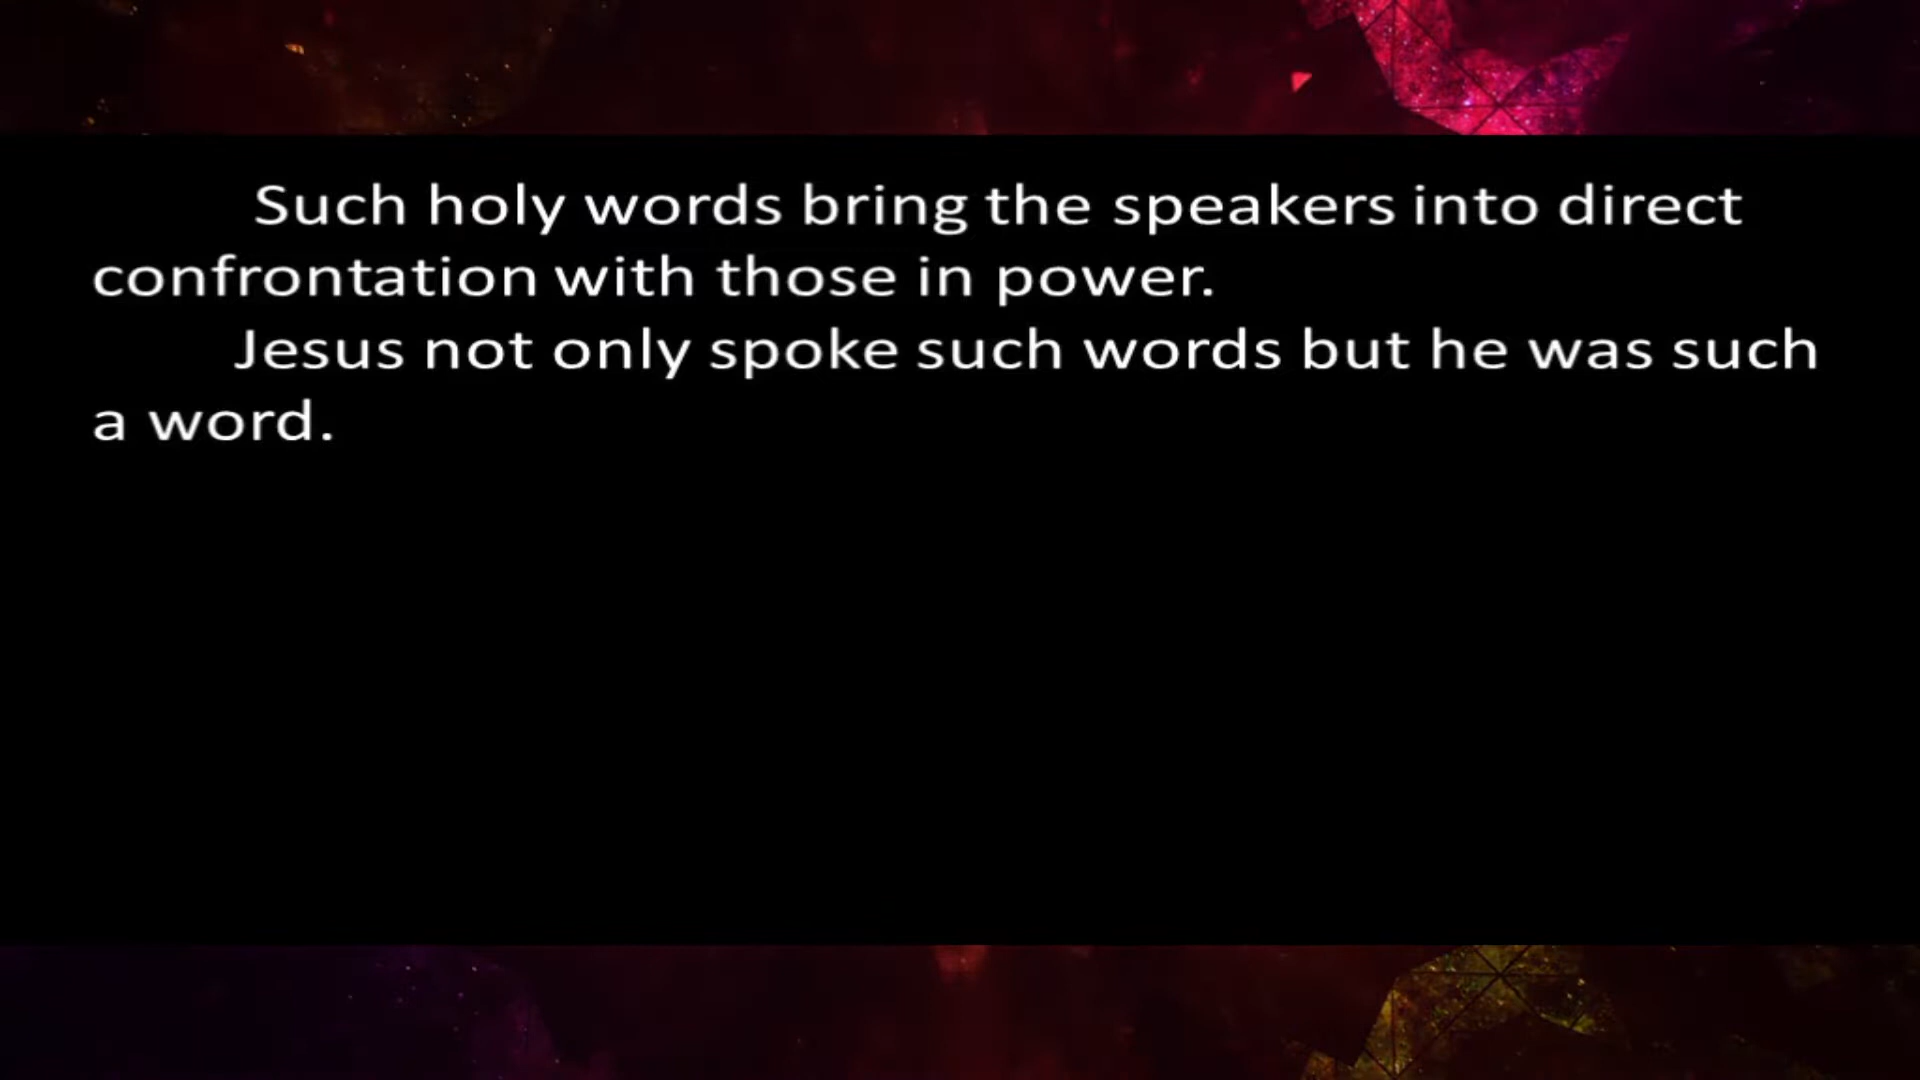 Such holy words bring the speakers into direct
confrontation with those in power.
Jesus not only spoke such words but he was such
a word.